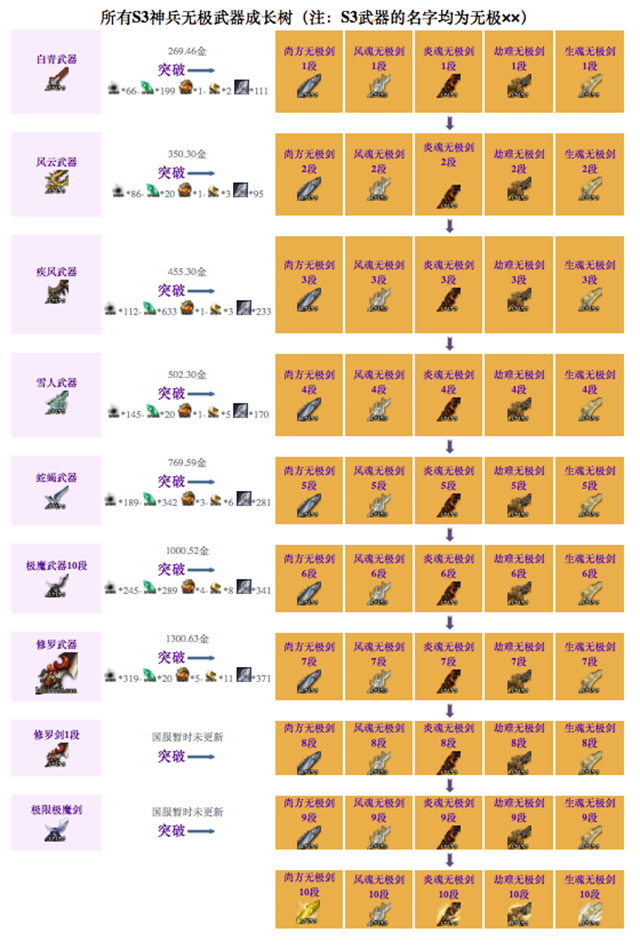 所有S3神兵无极武器成长树（注：S3武器的名字均为无极××）
白青武器
269.46金
突破
*66- *199 *1- *2 *111
尚方无极剑 风魂无极剑 炎魂无极剑 劫难无极剑 生魂无极剑
1段 1段 1段 1段 1段
风云武器
350.30金
突破
*86- *20 *1- *3 *95
尚方无极剑 风魂无极剑 炎魂无极剑 劫难无极剑 生魂无极剑
2段 2段 2段 2段 2段
疾风武器
455.30金
突破
*112- *633 *1- *3 *233
尚方无极剑 风魂无极剑 炎魂无极剑 劫难无极剑 生魂无极剑
3段 3段 3段 3段 3段
雪人武器
502.30金
突破
*145- *20 *1- *5 *170
尚方无极剑 风魂无极剑 炎魂无极剑 劫难无极剑 生魂无极剑
4段 4段 4段 4段 4段
蛇蝎武器
769.59金
突破
*189- *342 *3- *6 *281
尚方无极剑 风魂无极剑 炎魂无极剑 劫难无极剑 生魂无极剑
5段 5段 5段 5段 5段
极魔武器10段
1000.52金
突破
*245- *289 *4- *8 *341
尚方无极剑 风魂无极剑 炎魂无极剑 劫难无极剑 生魂无极剑
6段 6段 6段 6段 6段
修罗武器
1300.63金
突破
*319- *20 *5- *11 *371
尚方无极剑 风魂无极剑 炎魂无极剑 劫难无极剑 生魂无极剑
7段 7段 7段 7段 7段
修罗剑1段
国服暂时未更新
突破
尚方无极剑 风魂无极剑 炎魂无极剑 劫难无极剑 生魂无极剑
8段 8段 8段 8段 8段
极限极魔剑
国服暂时未更新
突破
尚方无极剑 风魂无极剑 炎魂无极剑 劫难无极剑 生魂无极剑
9段 9段 9段 9段 9段
尚方无极剑 风魂无极剑 炎魂无极剑 劫难无极剑 生魂无极剑
10段 10段 10段 10段 10段